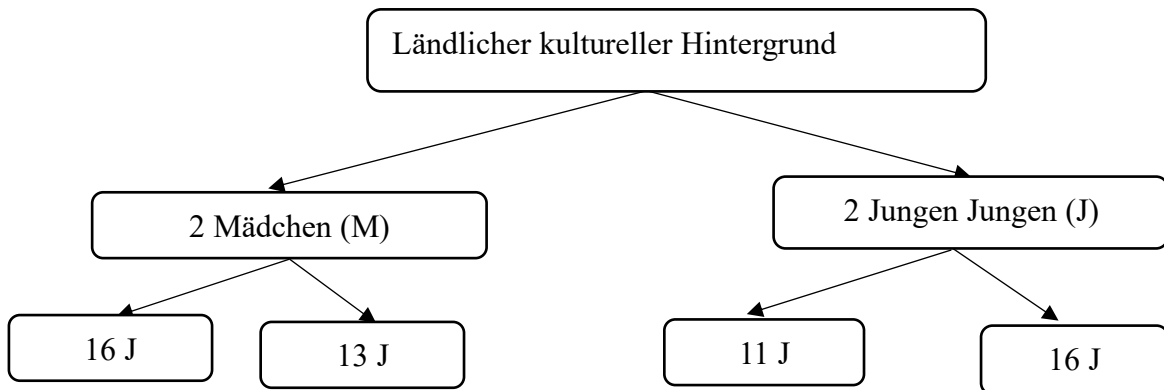 Ländlicher kultureller Hintergrund
2 Mädchen (M)
2 Jungen Jungen (J)
16 J
13 J
11 J
16 J